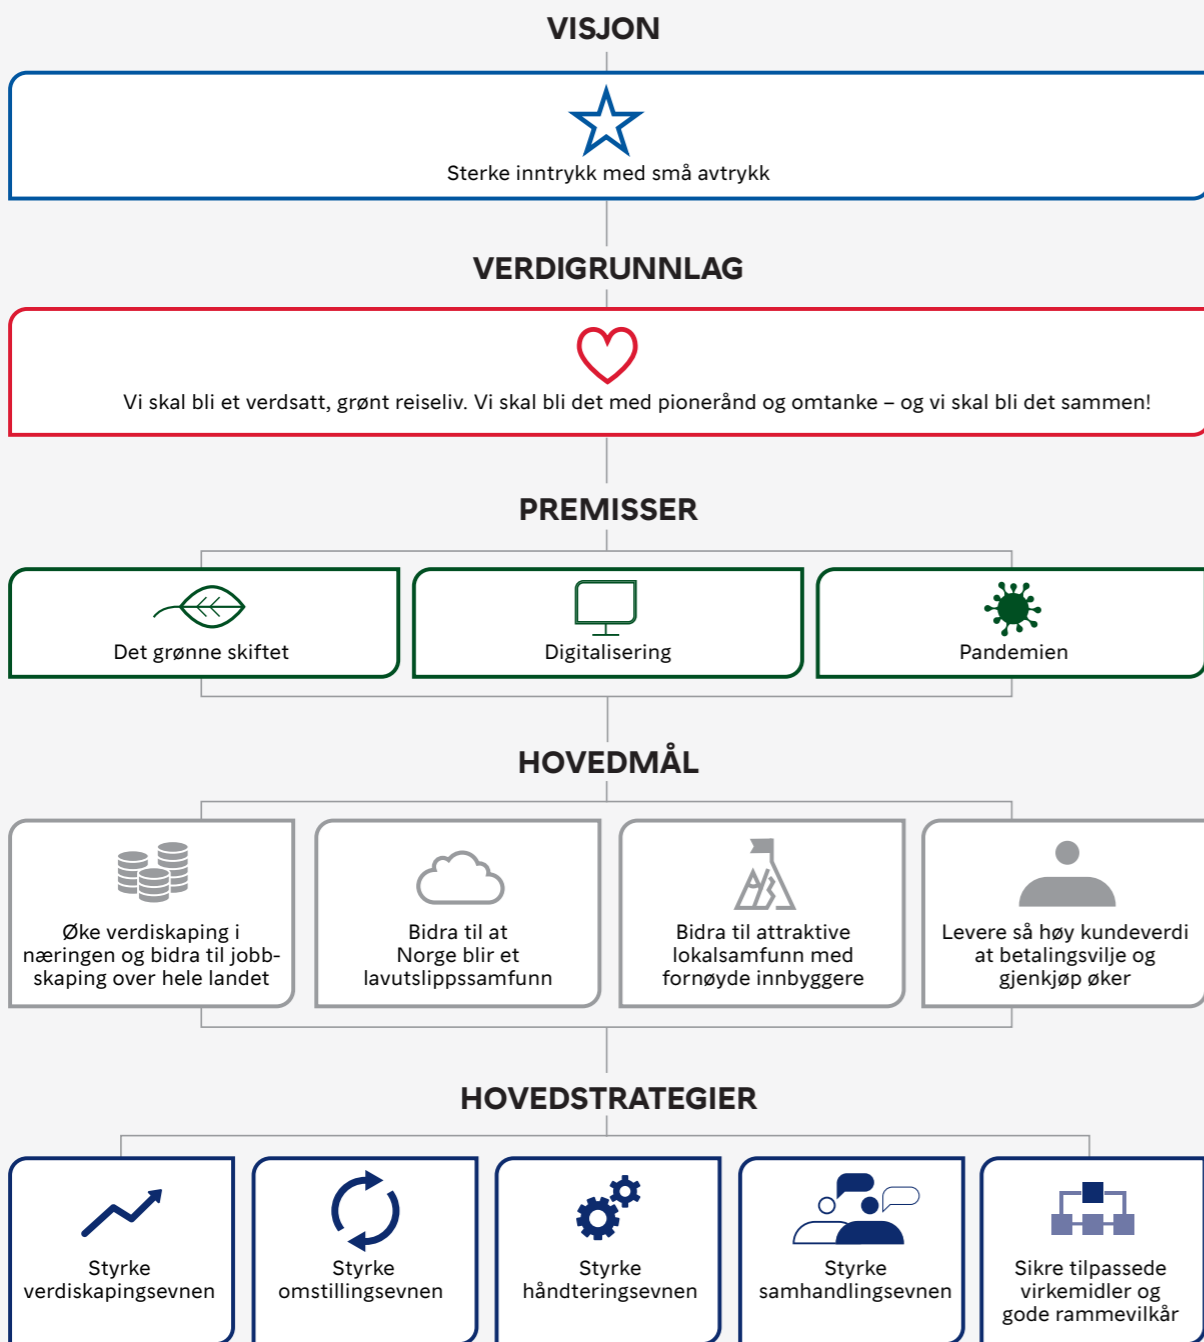 VISJON
Sterke inntrykk med små avtrykk
VERDIGRUNNLAG
Vi skal bli et verdsatt, grønt reiseliv. Vi skal bli det med pionerånd og omtanke – og vi skal bli det sammen!
PREMISSER
Det grønne skiftet
Digitalisering
Pandemien
HOVEDMÅL
Øke verdiskaping i
næringen og bidra til jobb-
skaping over hele landet
Bidra til at
Norge blir et
lavutslippssamfunn
Bidra til attraktive
lokalsamfunn med
fornøyde innbyggere
Levere så høy kundeverdi
at betalingsvilje og
gjenkjøp øker
HOVEDSTRATEGIER
Styrke
verdiskapingsevnen
Styrke
omstillingsevnen
Styrke
håndteringsevnen
Styrke
samhandlingsevnen
Sikre tilpassede
virkemidler og
gode rammevilkår